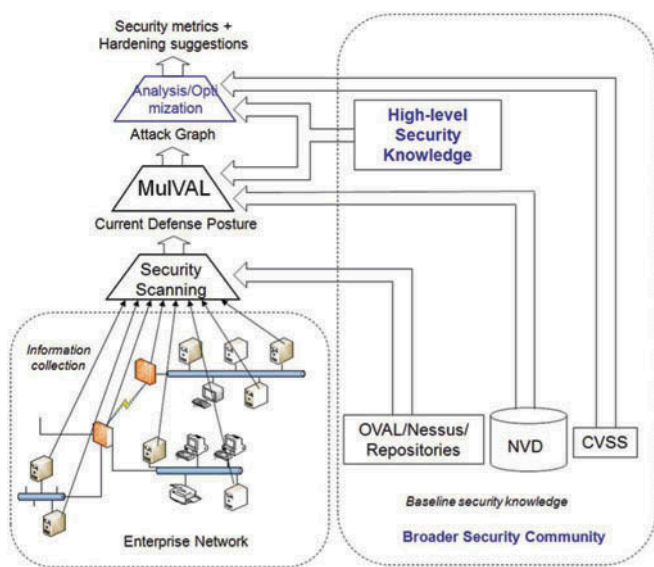 Security metrics +
Hardening suggestions
Analysis/Opti
mization
Attack Graph
High-level
Security
Knowledge
MulVAL
Current Defense Posture
Security
Scanning
Information
collection
OVAL/Nessus/
Repositories
NVD
CVSS
Baseline security knowledge
Enterprise Network
Broader Security Community